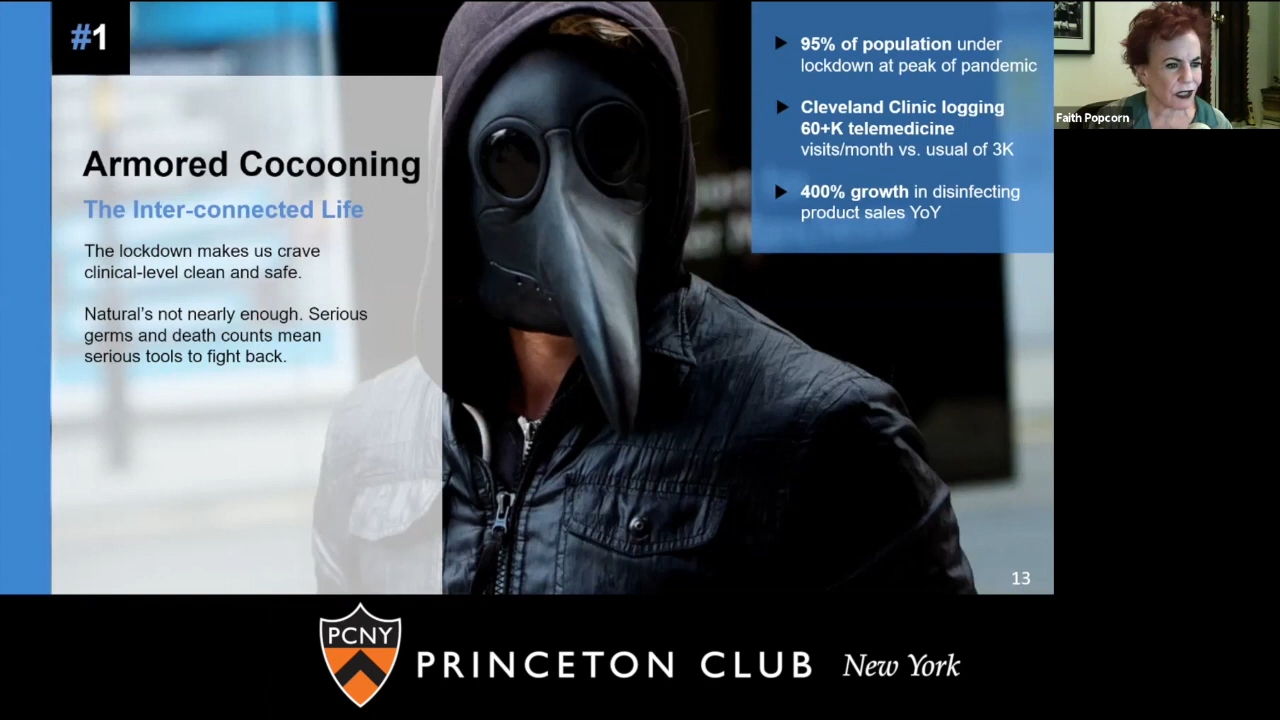 #1
Armored Cocooning
The Inter-connected Life
The lockdown makes us crave
clinical-level clean and safe.
Natural's not nearly enough. Serious
germs and death counts mean
serious tools to fight back.
95% of population under
lockdown at peak of pandemic
Cleveland Clinic logging
60+K telemedicine
visits/month vs. usual of 3K
400% growth in disinfecting
product sales YoY
13
Faith Popcorn
PCNY
PRINCETON CLUB New York